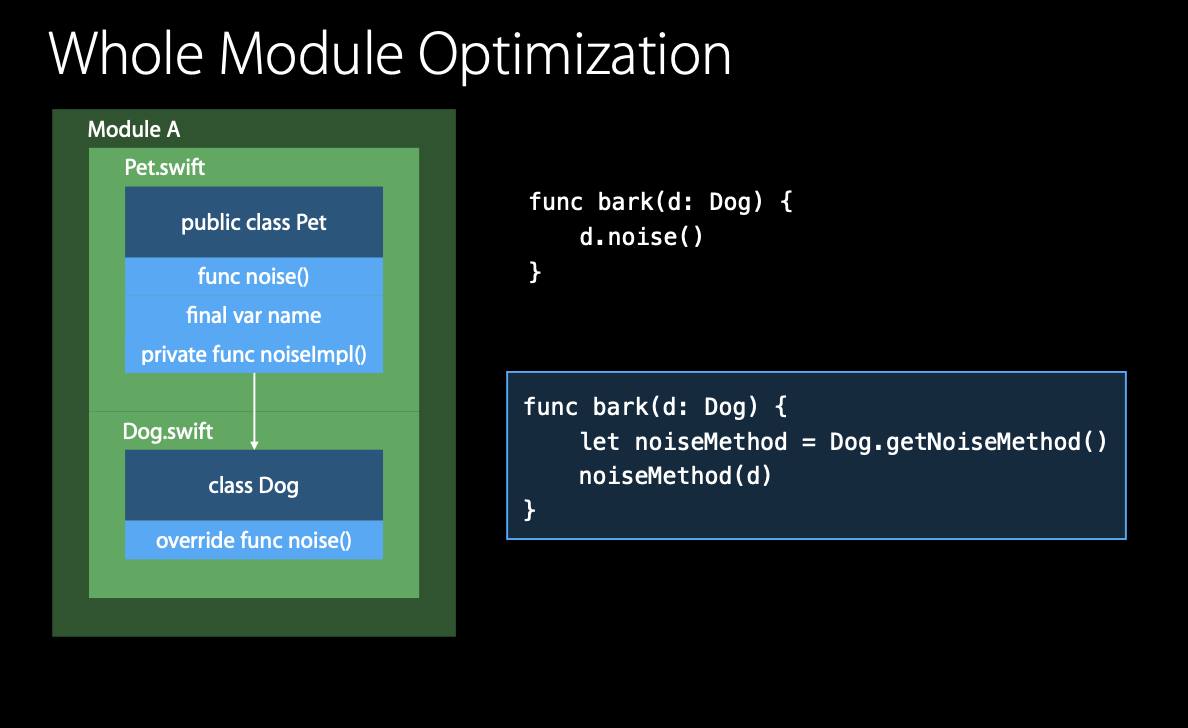 Whole Module Optimization
Module A
Pet.swift
public class Pet
func noise()
final var name
private func noiseImpl()
Dog.swift
class Dog
override func noise()
func bark(d: Dog) {
    d.noise()
}
func bark(d: Dog) {
    let noiseMethod = Dog.getNoiseMethod()
    noiseMethod(d)
}